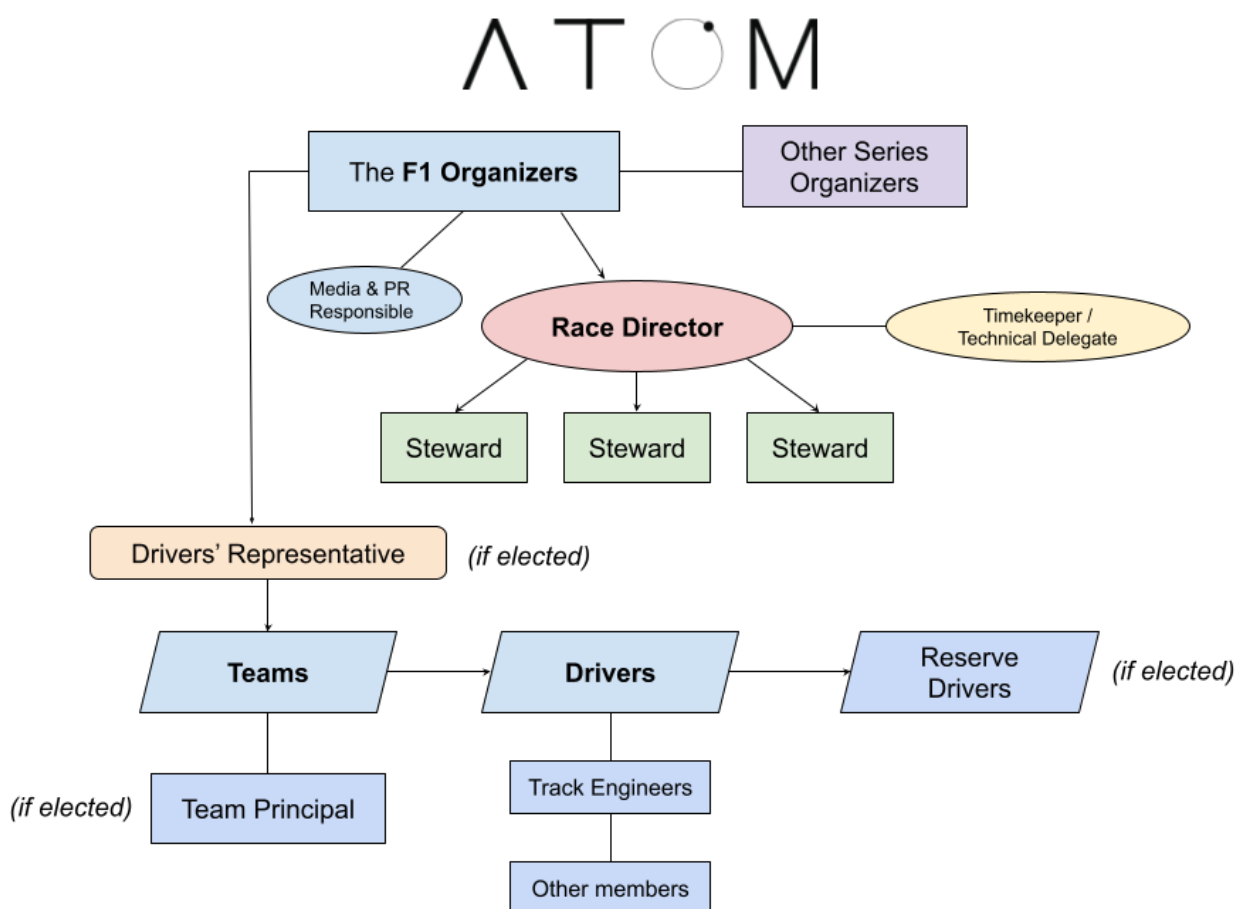 ATOM
The F1 Organizers
Other Series
Organizers
Media & PR
Responsible
Race Director
Timekeeper /
Technical Delegate
Steward
Steward
Steward
Drivers’ Representative
(if elected)
Teams
Drivers
Reserve
Drivers
(if elected)
(if elected)
Team Principal
Track Engineers
Other members